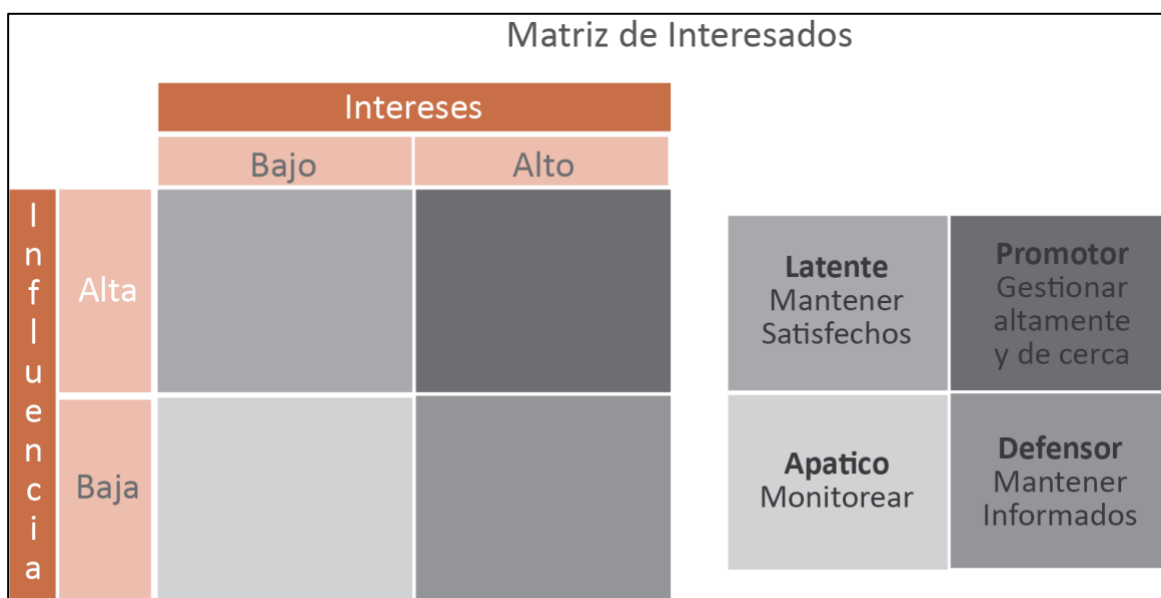 Matriz de Interesados
Intereses
Bajo
Alto
Influencia
Alta
Baja
Latente
Mantener
Satisfechos
Promotor
Gestionar
altamente
y de cerca
Apatico
Monitorear
Defensor
Mantener
Informados